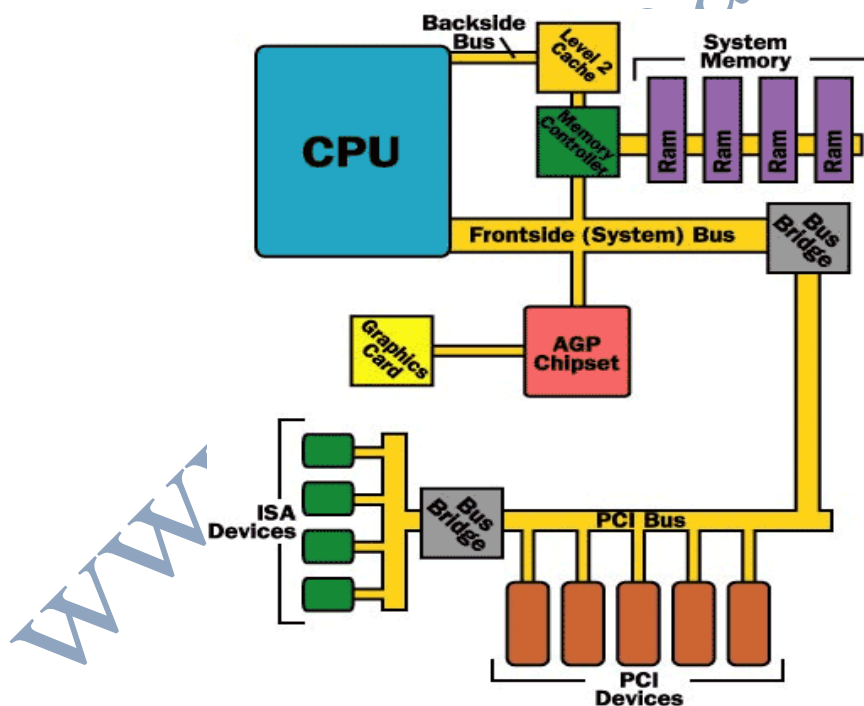 Backside
Bus
Level 2
Cache
System
Memory
CPU
Memory
Controller
Ram
Ram
Ram
Ram
Frontside (System) Bus
Bus
Bridge
Graphics
Card
AGP
Chipset
ISA
Devices
Bus
Bridge
PCI Bus
PCI
Devices
www